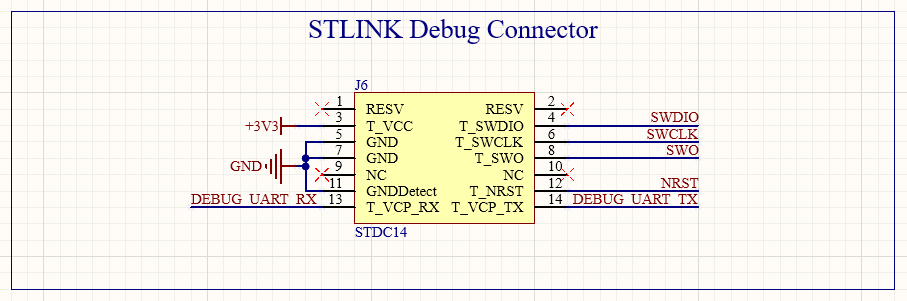 STLINK Debug Connector
J6
1 RESV RESV 2
+3V3 3 T_VCC T_SWDIO 4 SWDIO
5 GND T_SWCLK 6 SWCLK
GND 7 GND T_SWO 8 SWO
9 NC NC 10
11 GNDDetect T_NRST 12 NRST
DEBUG_UART_RX 13 T_VCP_RX T_VCP_TX 14 DEBUG_UART_TX
STDC14